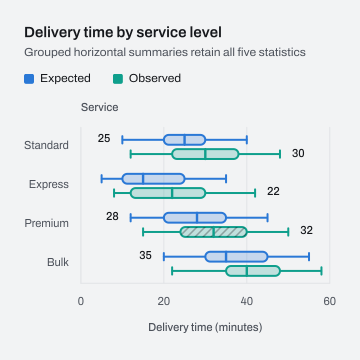 Delivery time by service level
Grouped horizontal summaries retain all five statistics
Expected Observed
Service
Standard 25
30
Express
22
Premium 28
32
Bulk 35
0 20 40 60
Delivery time (minutes)